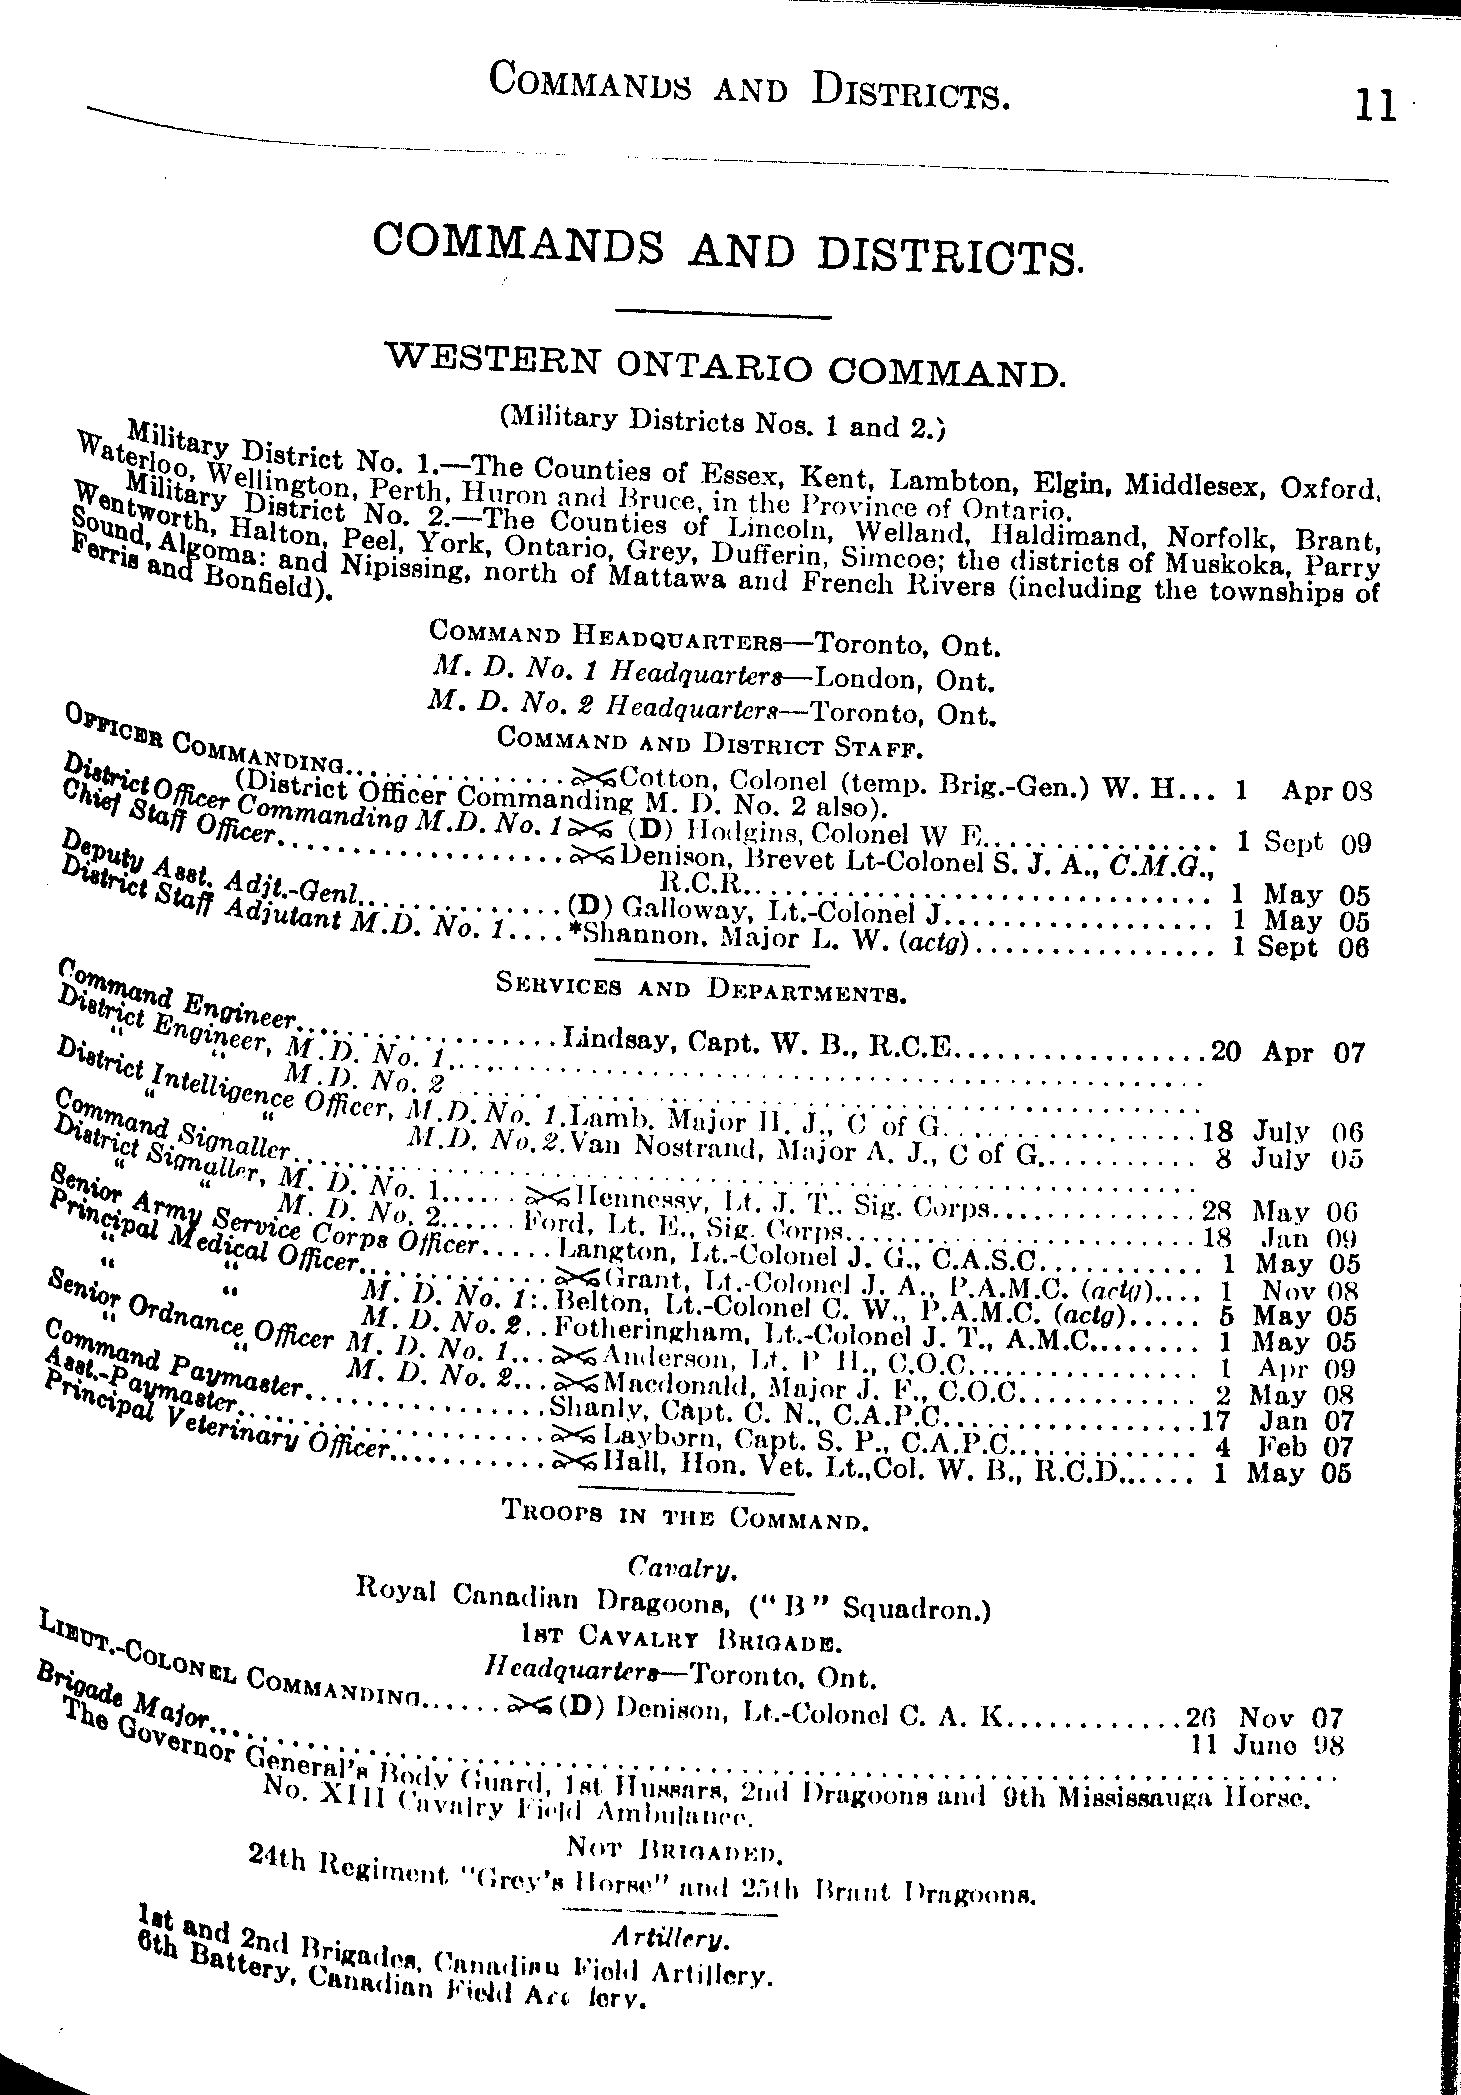 COMMANDS AND DISTRICTS.
11
COMMANDS AND DISTRICTS.
WESTERN ONTARIO COMMAND.
(Military Districts Nos. 1 and 2.)
Military District No. 1.—The Counties of Essex, Kent, Lambton, Elgin, Middlesex, Oxford,
Waterloo, Wellington, Perth, Huron and Bruce, in the Province of Ontario.
Military District No. 2.—The Counties of Lincoln, Welland, Haldimand, Norfolk, Brant,
Wentworth, Halton, Peel, York, Ontario, Grey, Dufferin, Simcoe; the districts of Muskoka, Parry
Sound, Algoma: and Nipissing, north of Mattawa and French Rivers (including the townships of
Ferris and Bonfield).
COMMAND HEADQUARTERS—Toronto, Ont.
M. D. No. 1 Headquarters—London, Ont.
M. D. No. 2 Headquarters—Toronto, Ont.
COMMAND AND DISTRICT STAFF.
OFFICER COMMANDING................Cotton, Colonel (temp. Brig.-Gen.) W. H... 1 Apr 08
(District Officer Commanding M. D. No. 2 also).
District Officer Commanding M.D. No. 1 (D) Hodgins, Colonel W E................ 1 Sept 09
Chief Staff Officer....................Denison, Brevet Lt-Colonel S. J. A., C.M.G.,
R.C.R................................ 1 May 05
Deputy Asst. Adjt.-Genl...............(D) Galloway, Lt.-Colonel J.................. 1 May 05
District Staff Adjutant M.D. No. 1....*Shannon, Major L. W. (actg)................ 1 Sept 06
SERVICES AND DEPARTMENTS.
Command Engineer..................Lindsay, Capt. W. B., R.C.E.................20 Apr 07
District Engineer, M.D. No. 1..................................................
“ “ M.D. No. 2..................................................
District Intelligence Officer, M.D. No. 1.Lamb, Major H. J., C of G.................18 July 06
“ “ M.D. No. 2.Van Nostrand, Major A. J., C of G........... 8 July 05
Command Signaller..................................................
District Signaller, M. D. No. 1......Hennessy, Lt. J. T., Sig. Corps..............28 May 06
“ “ M. D. No. 2......Ford, Lt. E., Sig. Corps........................18 Jan 09
Senior Army Service Corps Officer.....Langton, Lt.-Colonel J. G., C.A.S.C........... 1 May 05
Principal Medical Officer..............Grant, Lt.-Colonel J. A., P.A.M.C. (actg).... 1 Nov 08
“ “ M. D. No. 1:.Belton, Lt.-Colonel C. W., P.A.M.C. (actg)..... 5 May 05
“ “ M. D. No. 2..Fotheringham, Lt.-Colonel J. T., A.M.C........ 1 May 05
Senior Ordnance Officer M. D. No. 1...Anderson, Lt. P H., C.O.C................ 1 Apr 09
“ “ M. D. No. 2...Macdonald, Major J. F., C.O.C............ 2 May 08
Command Paymaster.................Shanly, Capt. C. N., C.A.P.C.................17 Jan 07
Asst.-Paymaster.....................Layborn, Capt. S. P., C.A.P.C............. 4 Feb 07
Principal Veterinary Officer...........Hall, Hon. Vet. Lt.,Col. W. B., R.C.D...... 1 May 05
TROOPS IN THE COMMAND.
Cavalry.
Royal Canadian Dragoons, (“B” Squadron.)
1ST CAVALRY BRIGADE.
Headquarters—Toronto, Ont.
LIEUT.-COLONEL COMMANDING......(D) Denison, Lt.-Colonel C. A. K............26 Nov 07
11 June 98
Brigade Major..................................................
The Governor General's Body Guard, 1st Hussars, 2nd Dragoons and 9th Mississauga Horse.
No. XIII Cavalry Field Ambulance.
NOT BRIGADED.
24th Regiment "Grey's Horse" and 25th Brant Dragoons.
Artillery.
1st and 2nd Brigades, Canadian Field Artillery.
6th Battery, Canadian Field